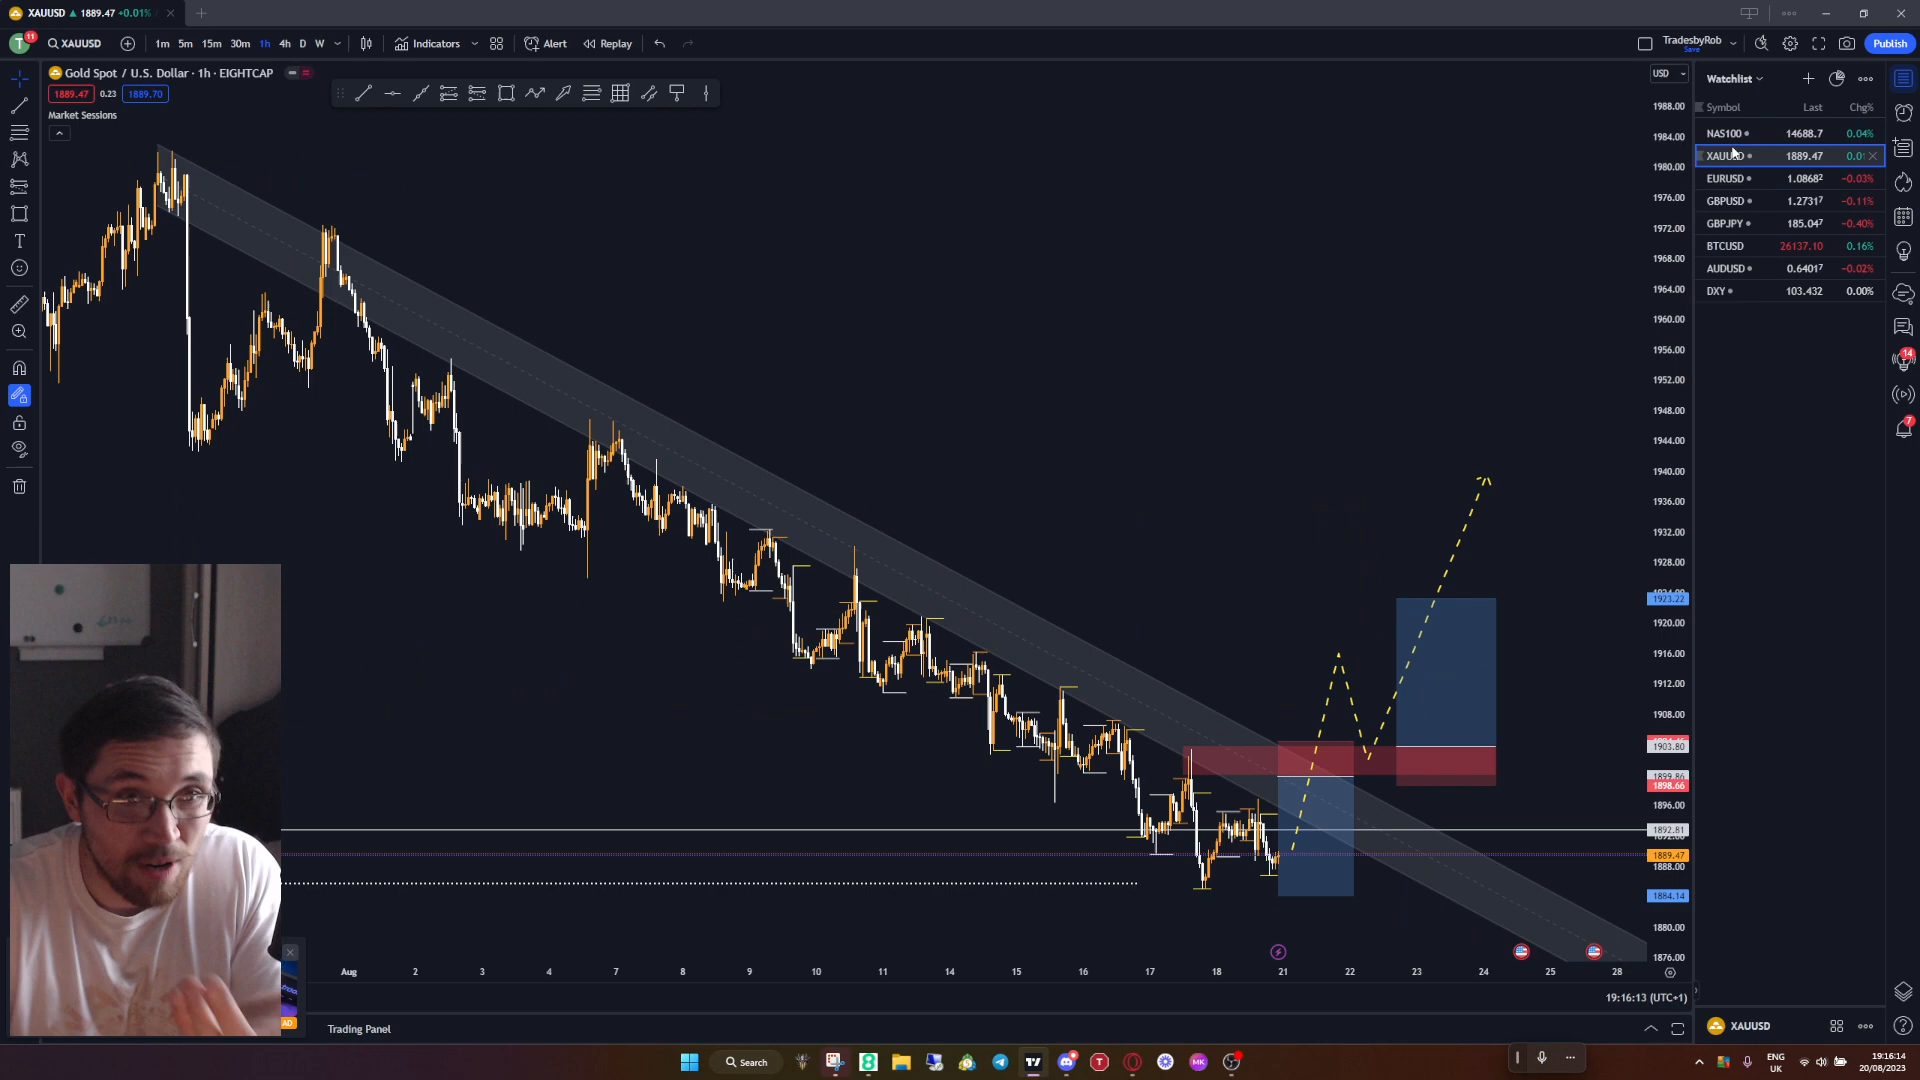 XAUUSD ▲ 1889.47 +0.01%
T 11 XAUUSD 1m 5m 15m 30m 1h 4h D W Indicators Alert Replay TradesbyRob Save Publish
Gold Spot / U.S. Dollar · 1h · EIGHTCAP
1889.47 0.23 1889.70
Market Sessions
USD
1988.00
1984.00
1980.00
1976.00
1972.00
1968.00
1964.00
1960.00
1956.00
1952.00
1948.00
1944.00
1940.00
1936.00
1932.00
1928.00
1923.22
1920.00
1916.00
1912.00
1908.00
1903.80
1899.86
1898.66
1896.00
1892.81
1889.47
1888.00
1884.14
1880.00
1876.00
Aug 2 3 4 7 8 9 10 11 14 15 16 17 18 21 22 23 24 25 28
19:16:13 (UTC+1)
Trading Panel
AD
Watchlist
Symbol Last Chg%
NAS100 14688.7 0.04%
XAUUSD 1889.47 0.01
EURUSD 1.0868² -0.03%
GBPUSD 1.2731⁷ -0.11%
GBPJPY 185.04⁷ -0.40%
BTCUSD 26137.10 0.16%
AUDUSD 0.6401⁷ -0.02%
DXY 103.432 0.00%
14
7
XAUUSD
Search
ENG
UK
19:16:14
20/08/2023